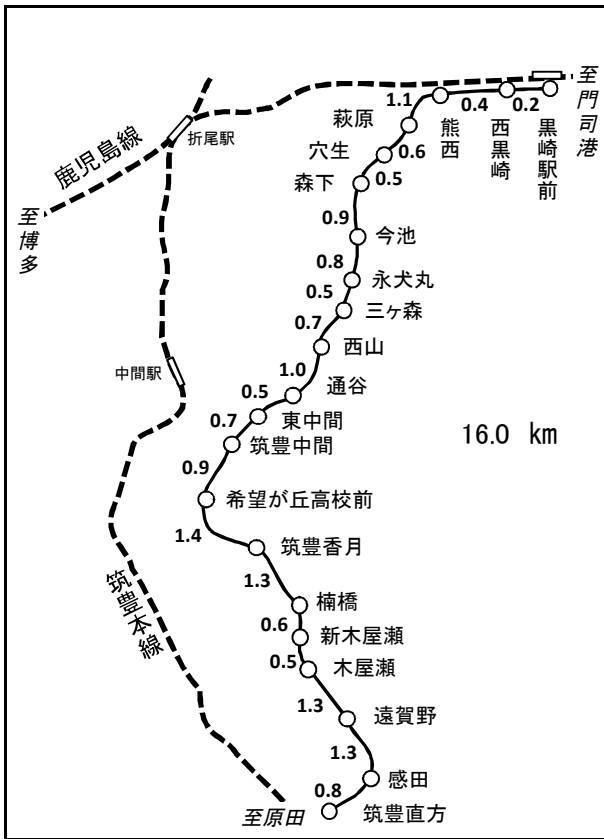 至門司港
黒崎駅前
0.2
西黒崎
0.4
熊西
1.1
萩原
0.6
穴生
0.5
森下
0.9
今池
0.8
永犬丸
0.5
三ヶ森
0.7
西山
1.0
通谷
0.5
東中間
0.7
筑豊中間
0.9
希望が丘高校前
1.4
筑豊香月
1.3
楠橋
0.6
新木屋瀬
0.5
木屋瀬
1.3
遠賀野
1.3
感田
0.8
筑豊直方
16.0 km
鹿児島線
折尾駅
至博多
中間駅
筑豊本線
至原田